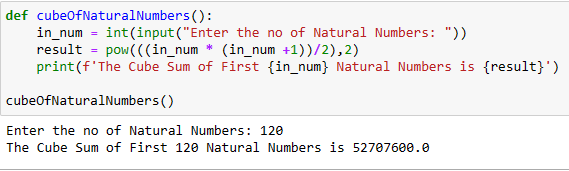 def cubeOfNaturalNumbers():
    in_num = int(input("Enter the no of Natural Numbers: "))
    result = pow(((in_num * (in_num +1))/2),2)
    print(f'The Cube Sum of First {in_num} Natural Numbers is {result}')

cubeOfNaturalNumbers()
Enter the no of Natural Numbers: 120
The Cube Sum of First 120 Natural Numbers is 52707600.0